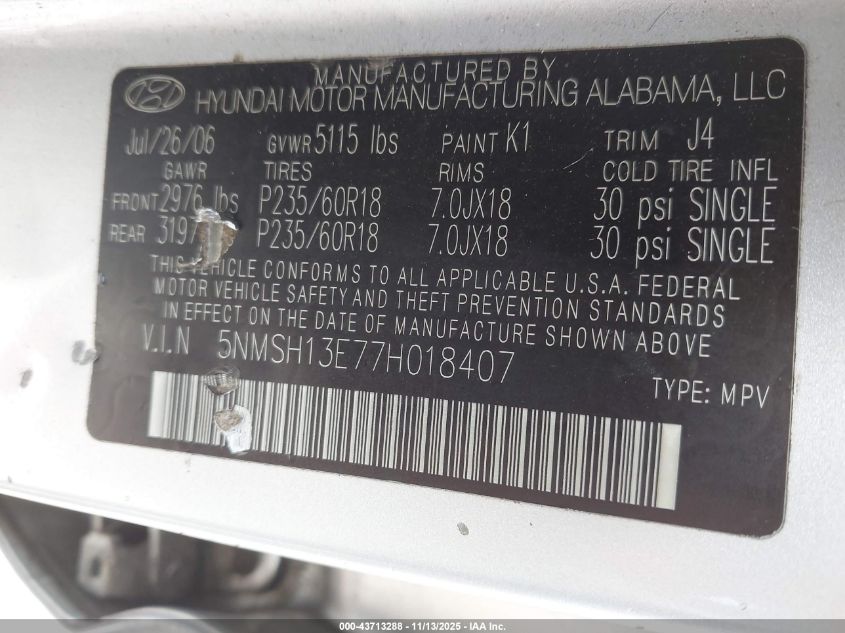 MANUFACTURED BY
HYUNDAI MOTOR MANUFACTURING ALABAMA, LLC
Jul/26/06 GVWR 5115 lbs PAINT K1 TRIM J4
GAWR TIRES RIMS COLD TIRE INFL
FRONT 2976 lbs P235/60R18 7.0JX18 30 psi SINGLE
REAR 3197 P235/60R18 7.0JX18 30 psi SINGLE
THIS VEHICLE CONFORMS TO ALL APPLICABLE U.S.A. FEDERAL
MOTOR VEHICLE SAFETY AND THEFT PREVENTION STANDARDS
IN EFFECT ON THE DATE OF MANUFACTURE SHOWN ABOVE
V.I.N 5NMSH13E77H018407
TYPE: MPV
000-43713288 - 11/13/2025 - IAA Inc.